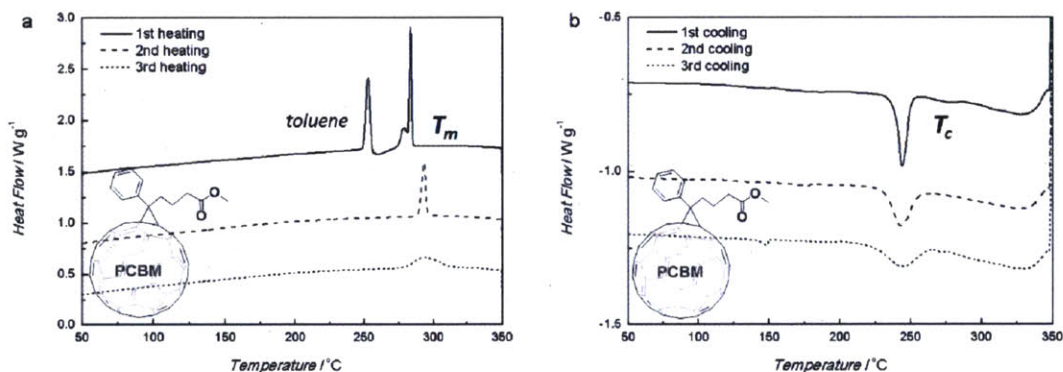 a
Heat Flow / W g⁻¹
3.0
2.5
2.0
1.5
1.0
0.5
0.0
1st heating
2nd heating
3rd heating
toluene
Tm
O
O
PCBM
50
100
150
200
250
300
350
Temperature /°C
b
Heat Flow / W g⁻¹
-0.5
-1.0
-1.5
1st cooling
2nd cooling
3rd cooling
Tc
O
O
PCBM
50
100
150
200
250
300
350
Temperature /°C